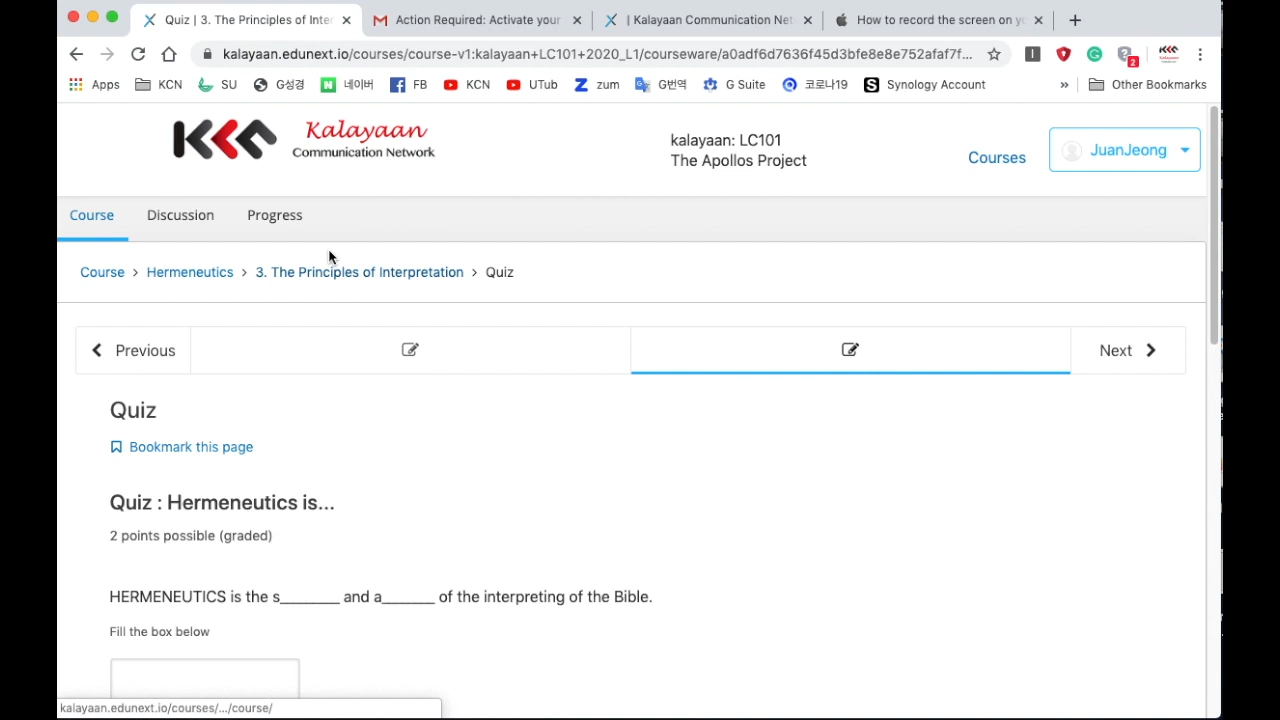 Quiz | 3. The Principles of Inter
Action Required: Activate your
| Kalayaan Communication Net
How to record the screen on yo
kalayaan.edunext.io/courses/course-v1:kalayaan+LC101+2020_L1/courseware/a0adf6d7636f45d3bfe8e8e752afaf7f...
2
Apps KCN SU G성경 네이버 FB KCN UTub zum G번역 G Suite 코로나19 Synology Account » Other Bookmarks
Kalayaan
Communication Network
kalayaan: LC101
The Apollos Project
Courses
JuanJeong
Course Discussion Progress
Course > Hermeneutics > 3. The Principles of Interpretation > Quiz
Previous
Next
Quiz
Bookmark this page
Quiz : Hermeneutics is...
2 points possible (graded)
HERMENEUTICS is the s________ and a_______ of the interpreting of the Bible.
Fill the box below
kalayaan.edunext.io/courses/.../course/